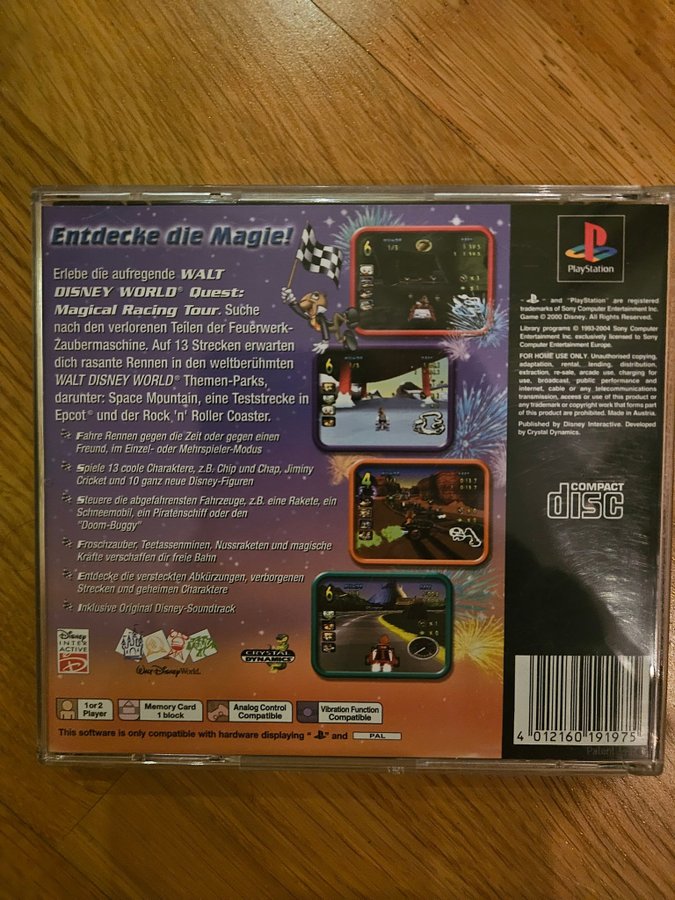 Entdecke die Magie!
Erlebe die aufregende WALT
DISNEY WORLD® Quest:
Magical Racing Tour. Suche
nach den verlorenen Teilen der Feuerwerk-
Zaubermaschine. Auf 13 Strecken erwarten
dich rasante Rennen in den weltberühmten
WALT DISNEY WORLD® Themen-Parks,
darunter: Space Mountain, eine Teststrecke in
Epcot® und der Rock 'n' Roller Coaster.
Fahre Rennen gegen die Zeit oder gegen einen
Freund, im Einzel- oder Mehrspieler-Modus
Spiele 13 coole Charaktere, z.B. Chip und Chap, Jiminy
Cricket und 10 ganz neue Disney-Figuren
Steuere die abgefahrensten Fahrzeuge, z.B. eine Rakete, ein
Schneemobil, ein Piratenschiff oder den
"Doom-Buggy"
Froschzauber, Teetassenminen, Nussraketen und magische
Kräfte verschaffen dir freie Bahn
Entdecke die versteckten Abkürzungen, verborgenen
Strecken und geheimen Charaktere
Inklusive Original Disney-Soundtrack
Disney
INTER
ACTIVE
Walt Disney World.
CRYSTAL
DYNAMICS
1 or 2
Player
Memory Card
1 block
Analog Control
Compatible
Vibration Function
Compatible
This software is only compatible with hardware displaying " " and PAL
6
1/3
6
4
6
PlayStation
" " and "PlayStation" are registered
trademarks of Sony Computer Entertainment Inc.
Game © 2000 Disney. All Rights Reserved.
Library programs © 1993-2004 Sony Computer
Entertainment Inc. exclusively licensed to Sony
Computer Entertainment Europe.
FOR HOME USE ONLY. Unauthorised copying,
adaptation, rental, lending, distribution,
extraction, re-sale, arcade use, charging for
use, broadcast, public performance and
internet, cable or any telecommunications
transmission, access or use of this product or
any trademark or copyright work that forms part
of this product are prohibited. Made in Austria.
Published by Disney Interactive. Developed
by Crystal Dynamics.
COMPACT
disc
4 012160 191975